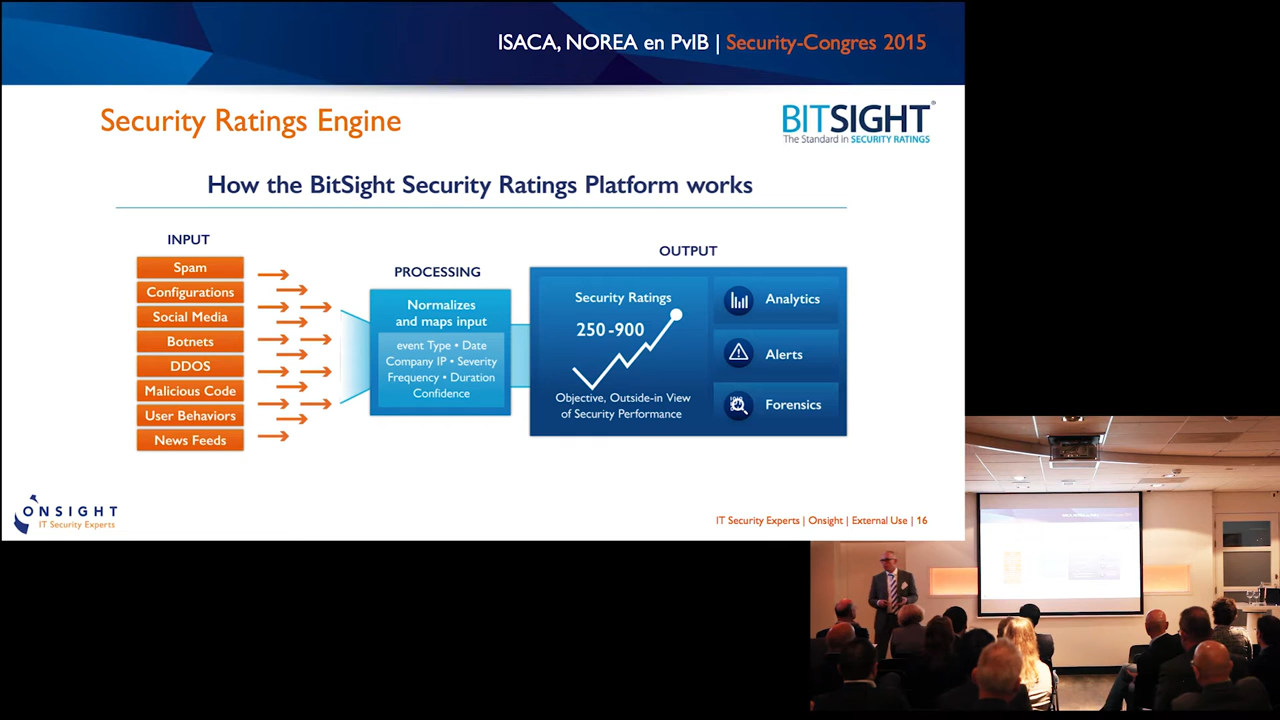 ISACA, NOREA en PvIB | Security-Congres 2015
Security Ratings Engine
BITSIGHT®
The Standard in SECURITY RATINGS
How the BitSight Security Ratings Platform works
INPUT
Spam
Configurations
Social Media
Botnets
DDOS
Malicious Code
User Behaviors
News Feeds
PROCESSING
Normalizes
and maps input
event Type • Date
Company IP • Severity
Frequency • Duration
Confidence
OUTPUT
Security Ratings
250-900
Objective, Outside-in View
of Security Performance
Analytics
Alerts
Forensics
ONSIGHT
IT Security Experts
IT Security Experts | Onsight | External Use | 16